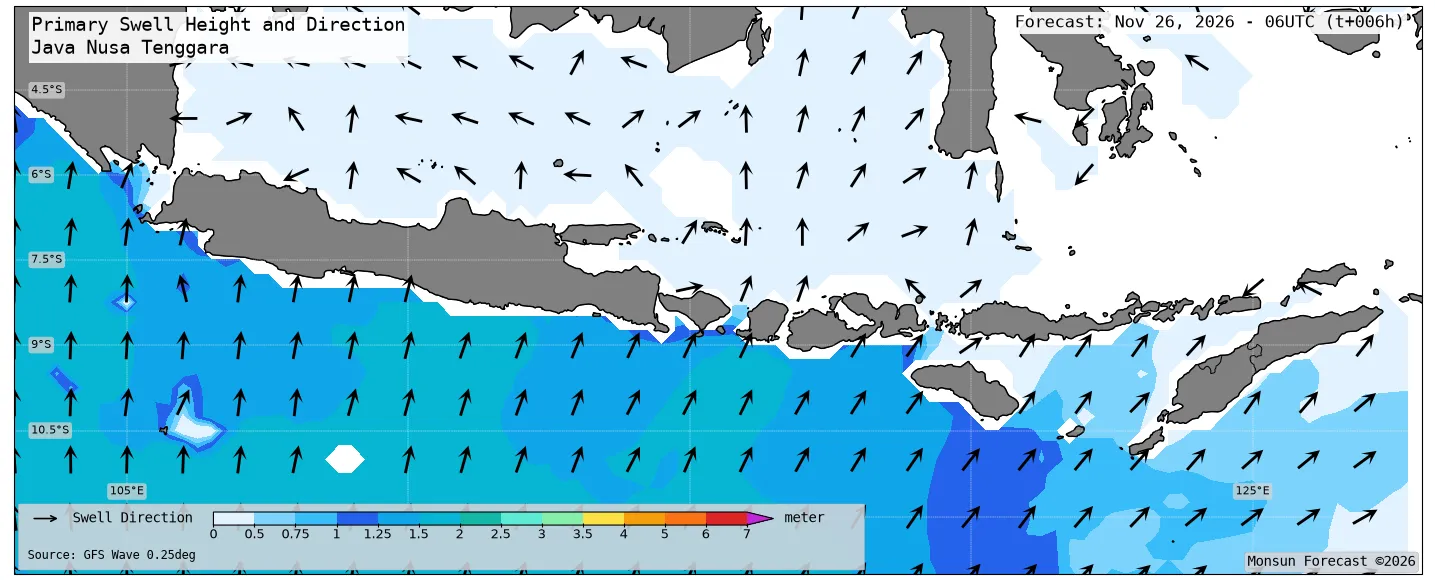 Primary Swell Height and Direction
Java Nusa Tenggara
Forecast: Nov 26, 2026 - 06UTC (t+006h)
4.5°S
6°S
7.5°S
9°S
10.5°S
105°E
125°E
Swell Direction
0 0.5 0.75 1 1.25 1.5 2 2.5 3 3.5 4 5 6 7
meter
Source: GFS Wave 0.25deg
Monsun Forecast ©2026